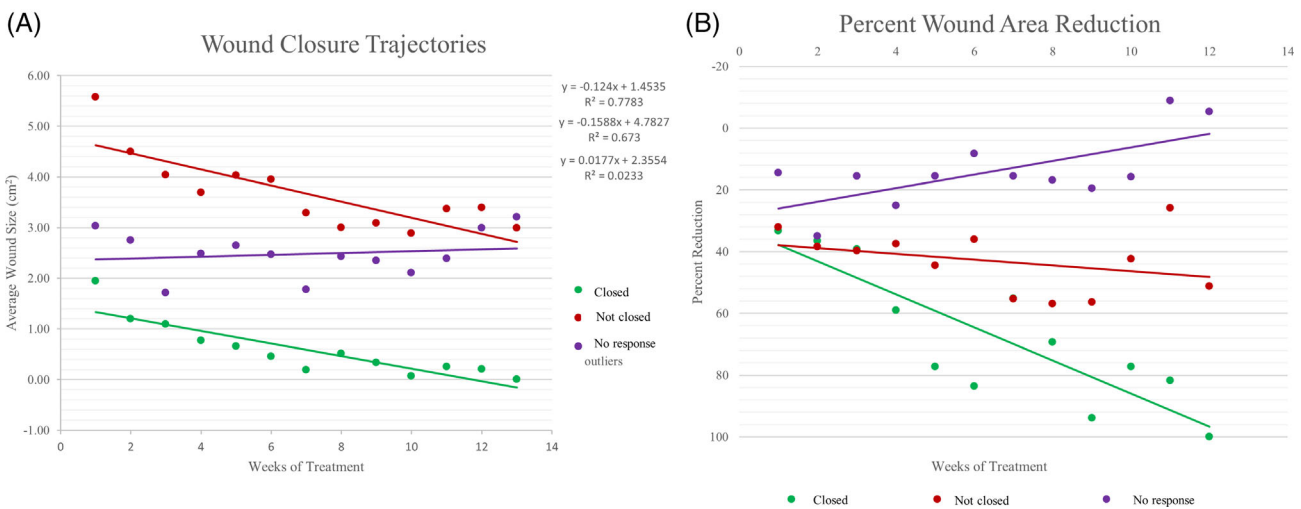 (A)
Wound Closure Trajectories
6.00
5.00
4.00
3.00
2.00
1.00
0.00
-1.00
Average Wound Size (cm²)
0 2 4 6 8 10 12 14
Weeks of Treatment
y = -0.124x + 1.4535
R² = 0.7783
y = -0.1588x + 4.7827
R² = 0.673
y = 0.0177x + 2.3554
R² = 0.0233
Closed
Not closed
No response
outliers
(B)
Percent Wound Area Reduction
0 2 4 6 8 10 12 14
-20
0
20
40
60
80
100
Percent Reduction
Weeks of Treatment
Closed Not closed No response